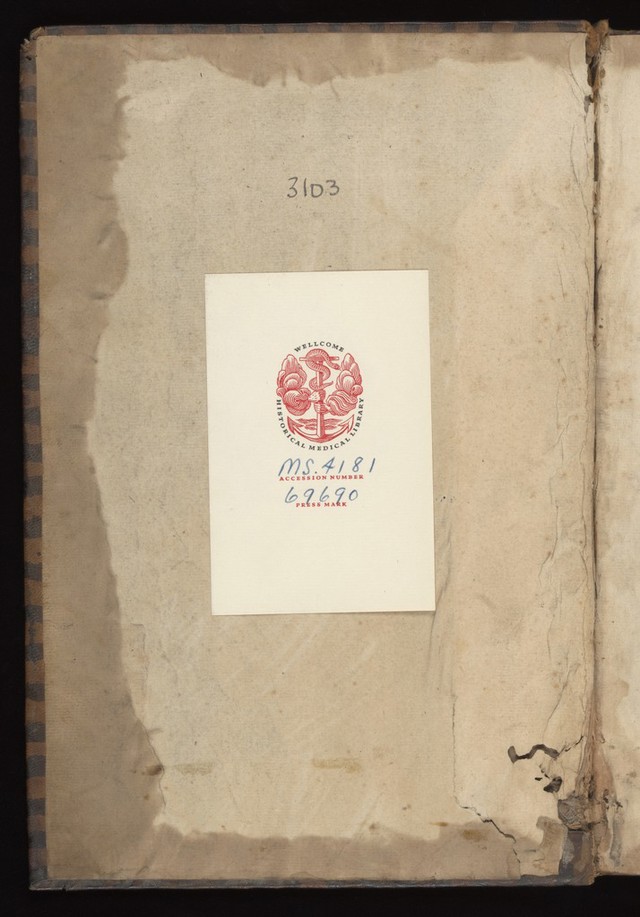 3103
WELLCOME
HISTORICAL MEDICAL LIBRARY
MS. 4181
ACCESSION NUMBER
69690
PRESS MARK